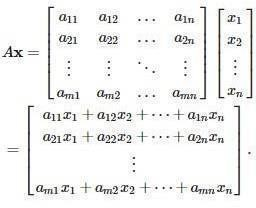 Ax = [ a₁₁ a₁₂ … a₁ₙ ] [ x₁ ]
[ a₂₁ a₂₂ … a₂ₙ ] [ x₂ ]
[ ⋮ ⋮ ⋱ ⋮ ] [ ⋮ ]
[ aₘ₁ aₘ₂ … aₘₙ ] [ xₙ ]
= [ a₁₁x₁ + a₁₂x₂ + ⋯ + a₁ₙxₙ ]
[ a₂₁x₁ + a₂₂x₂ + ⋯ + a₂ₙxₙ ]
[ ⋮ ]
[ aₘ₁x₁ + aₘ₂x₂ + ⋯ + aₘₙxₙ ] .